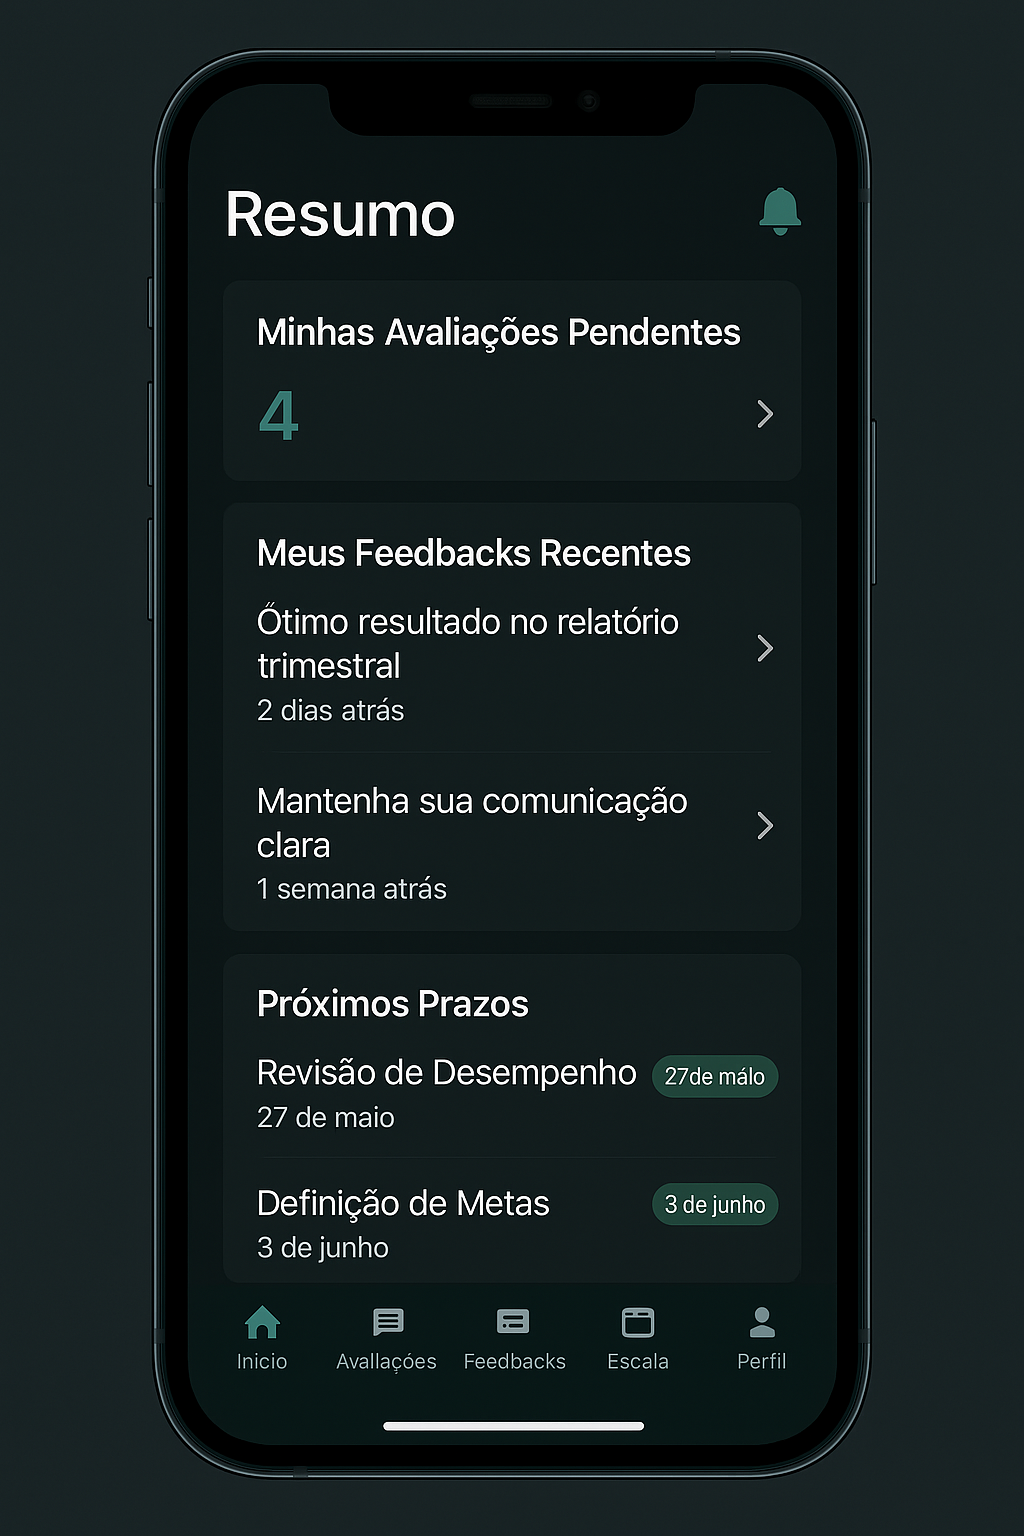 Resumo
Minhas Avaliações Pendentes
4
Meus Feedbacks Recentes
Őtimo resultado no relatório
trimestral
2 dias atrás
Mantenha sua comunicação
clara
1 semana atrás
Próximos Prazos
Revisão de Desempenho
27de málo
27 de maio
Definição de Metas
3 de junho
3 de junho
Inicio
Avallaçóes
Feedbacks
Escala
Perfil